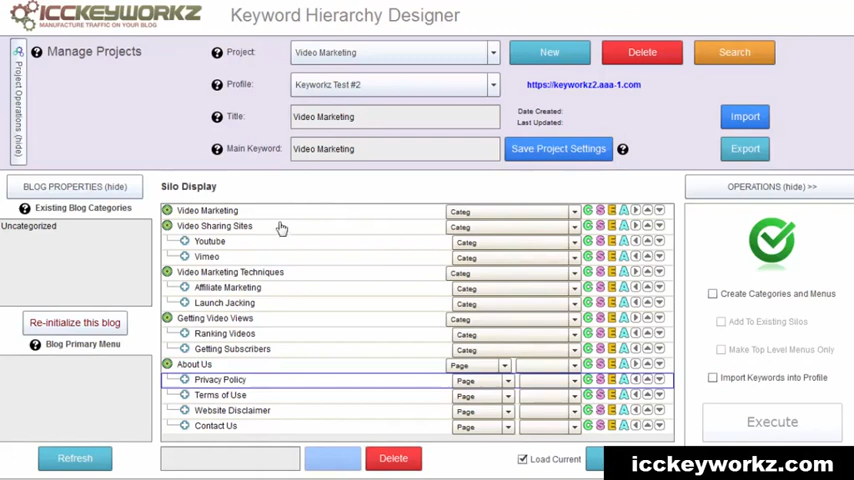 ICCKEYWORKZ Keyword Hierarchy Designer
MANUFACTURE TRAFFIC ON YOUR BLOG
Project Operations (hide)
Manage Projects
Project: Video Marketing New Delete Search
Profile: Keyworkz Test #2 https://keyworkz2.aaa-1.com
Title: Video Marketing Date Created: Import
Last Updated:
Main Keyword: Video Marketing Save Project Settings Export
BLOG PROPERTIES (hide) Silo Display OPERATIONS (hide) >>
Existing Blog Categories
Uncategorized
Re-initialize this blog
Blog Primary Menu
Video Marketing Categ C S E A
Video Sharing Sites Categ C S E A
Youtube Categ C S E A
Vimeo Categ C S E A
Video Marketing Techniques Categ C S E A
Affiliate Marketing Categ C S E A
Launch Jacking Categ C S E A
Getting Video Views Categ C S E A
Ranking Videos Categ C S E A
Getting Subscribers Categ C S E A
About Us Page C S E A
Privacy Policy Page C S E A
Terms of Use Page C S E A
Website Disclaimer Page C S E A
Contact Us Page C S E A
Create Categories and Menus
Add To Existing Silos
Make Top Level Menus Only
Import Keywords into Profile
Execute
Refresh Delete Load Current
icckeyworkz.com